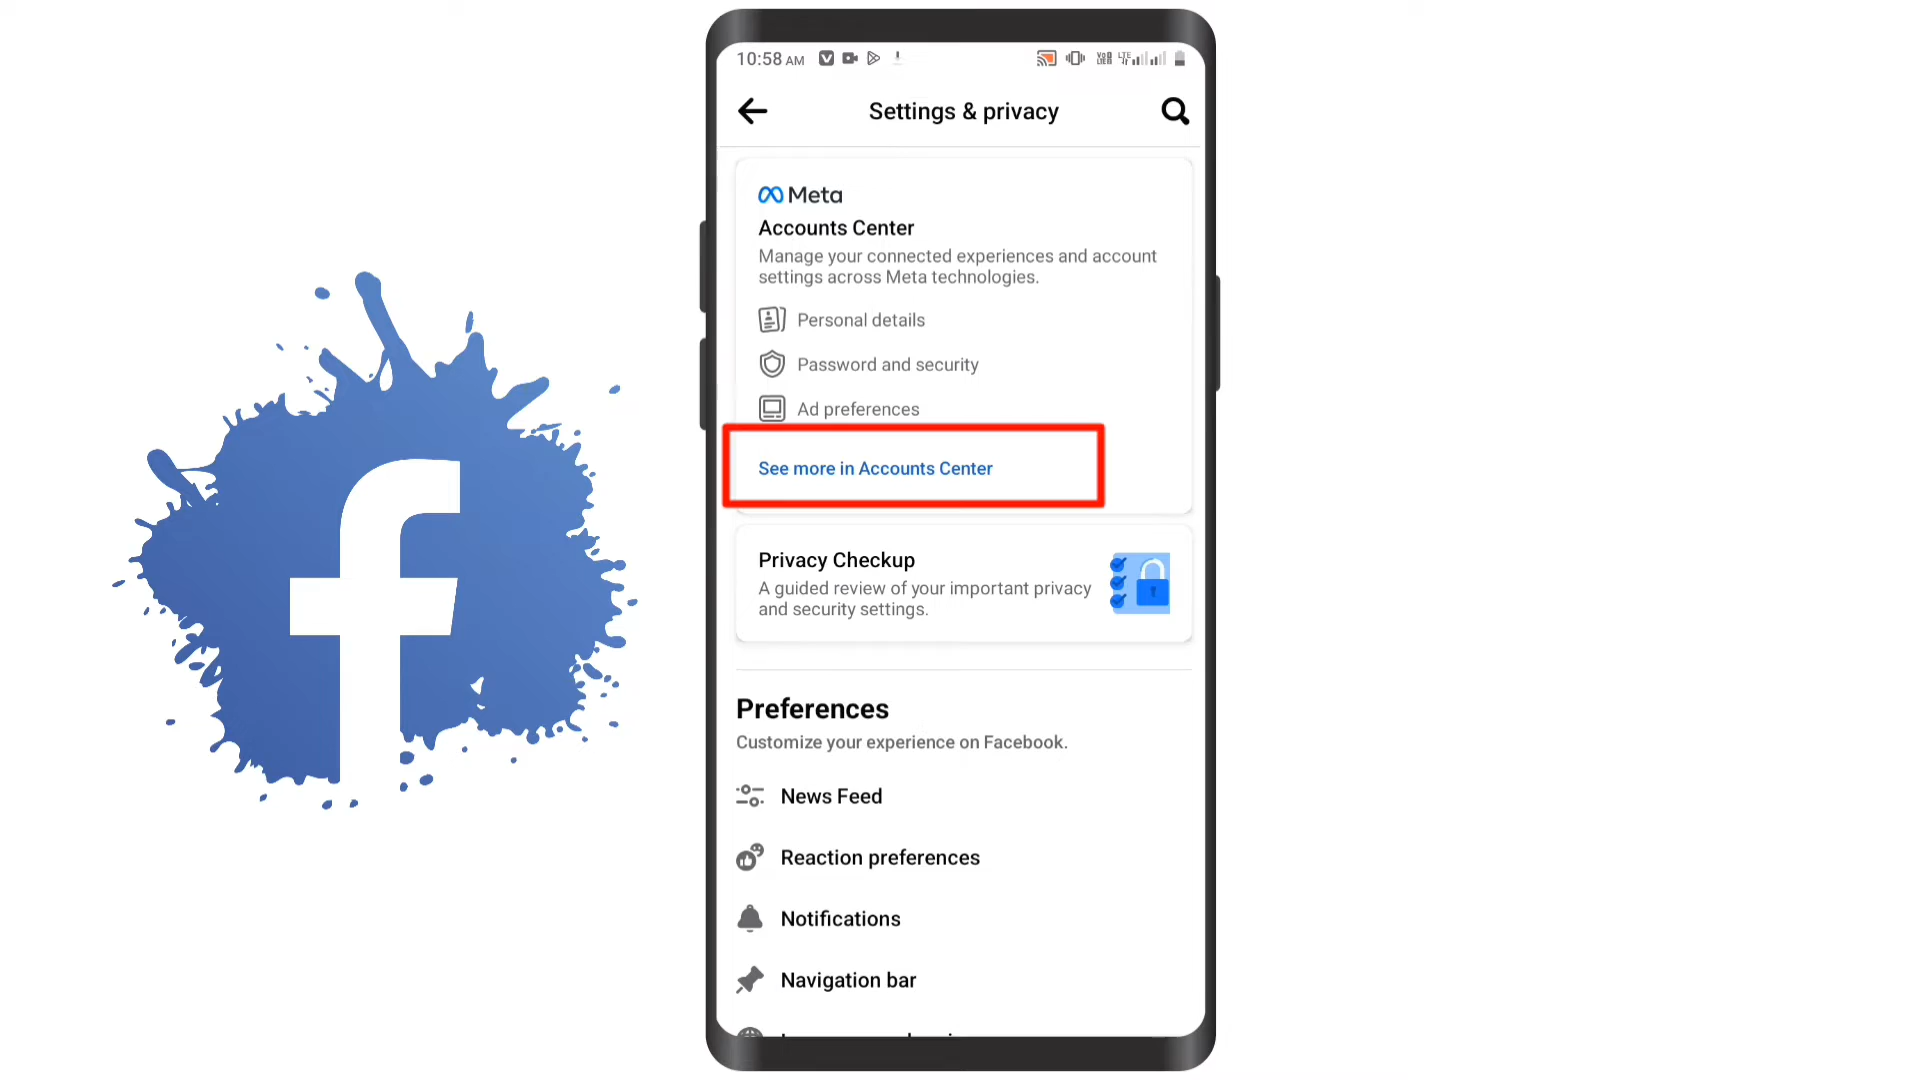 10:58 AM
Settings & privacy
Meta
Accounts Center
Manage your connected experiences and account
settings across Meta technologies.
Personal details
Password and security
Ad preferences
See more in Accounts Center
Privacy Checkup
A guided review of your important privacy
and security settings.
Preferences
Customize your experience on Facebook.
News Feed
Reaction preferences
Notifications
Navigation bar